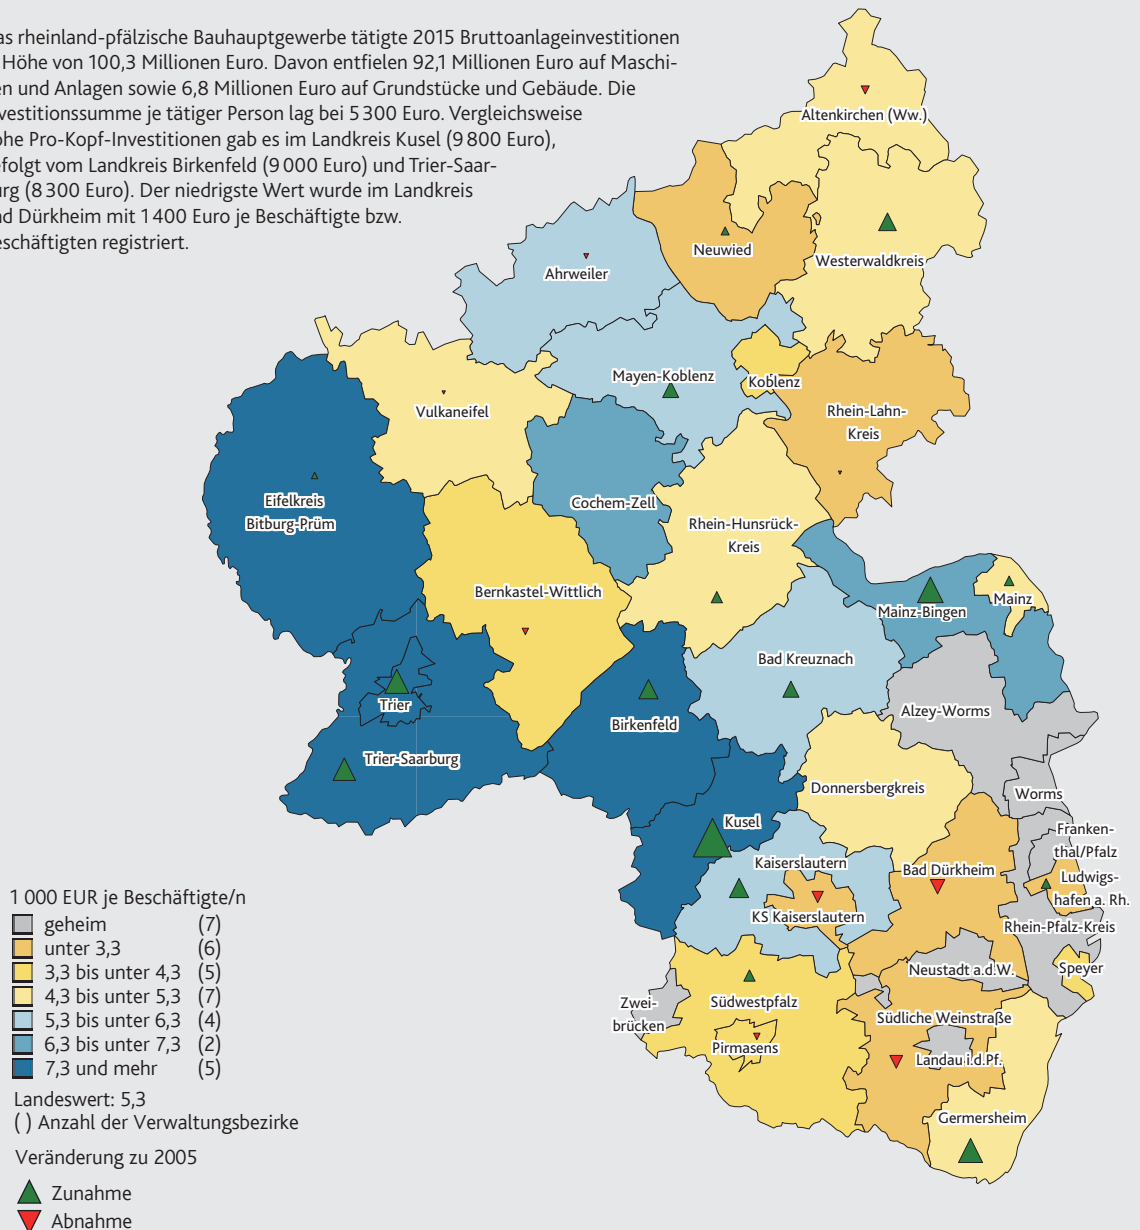 as rheinland-pfälzische Bauhauptgewerbe tätigte 2015 Bruttoanlageinvestitionen
Höhe von 100,3 Millionen Euro. Davon entfielen 92,1 Millionen Euro auf Maschi-
en und Anlagen sowie 6,8 Millionen Euro auf Grundstücke und Gebäude. Die
vestitionssumme je tätiger Person lag bei 5 300 Euro. Vergleichsweise
ohe Pro-Kopf-Investitionen gab es im Landkreis Kusel (9 800 Euro),
efolgt vom Landkreis Birkenfeld (9 000 Euro) und Trier-Saar-
urg (8 300 Euro). Der niedrigste Wert wurde im Landkreis
ad Dürkheim mit 1 400 Euro je Beschäftigte bzw.
eschäftigten registriert.
Altenkirchen (Ww.)
Neuwied
Westerwaldkreis
Ahrweiler
Mayen-Koblenz
Koblenz
Vulkaneifel
Rhein-Lahn-
Kreis
Eifelkreis
Bitburg-Prüm
Cochem-Zell
Rhein-Hunsrück-
Kreis
Bernkastel-Wittlich
Mainz-Bingen
Mainz
Bad Kreuznach
Trier
Birkenfeld
Alzey-Worms
Trier-Saarburg
Donnersbergkreis
Worms
Kusel
Franken-
thal/Pfalz
Kaiserslautern
Bad Dürkheim
Ludwigs-
hafen a. Rh.
KS Kaiserslautern
Rhein-Pfalz-Kreis
Neustadt a.d.W.
Speyer
Zwei-
brücken
Südwestpfalz
Südliche Weinstraße
Pirmasens
Landau i.d.Pf.
Germersheim
1 000 EUR je Beschäftigte/n
geheim (7)
unter 3,3 (6)
3,3 bis unter 4,3 (5)
4,3 bis unter 5,3 (7)
5,3 bis unter 6,3 (4)
6,3 bis unter 7,3 (2)
7,3 und mehr (5)
Landeswert: 5,3
( ) Anzahl der Verwaltungsbezirke
Veränderung zu 2005
Zunahme
Abnahme